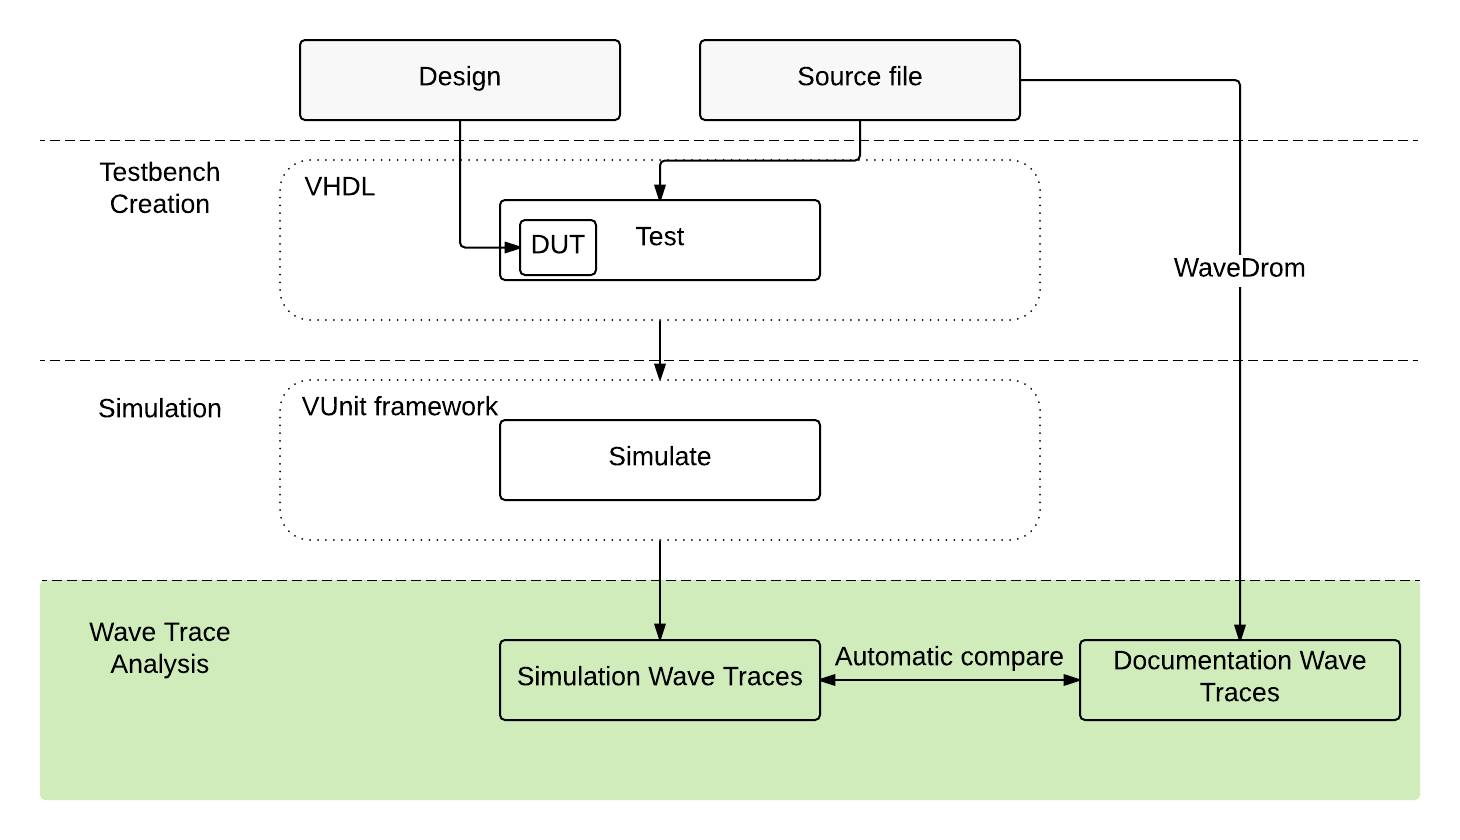 Design
Source file
Testbench
Creation
VHDL
DUT
Test
WaveDrom
Simulation
VUnit framework
Simulate
Wave Trace
Analysis
Simulation Wave Traces
Automatic compare
Documentation Wave
Traces